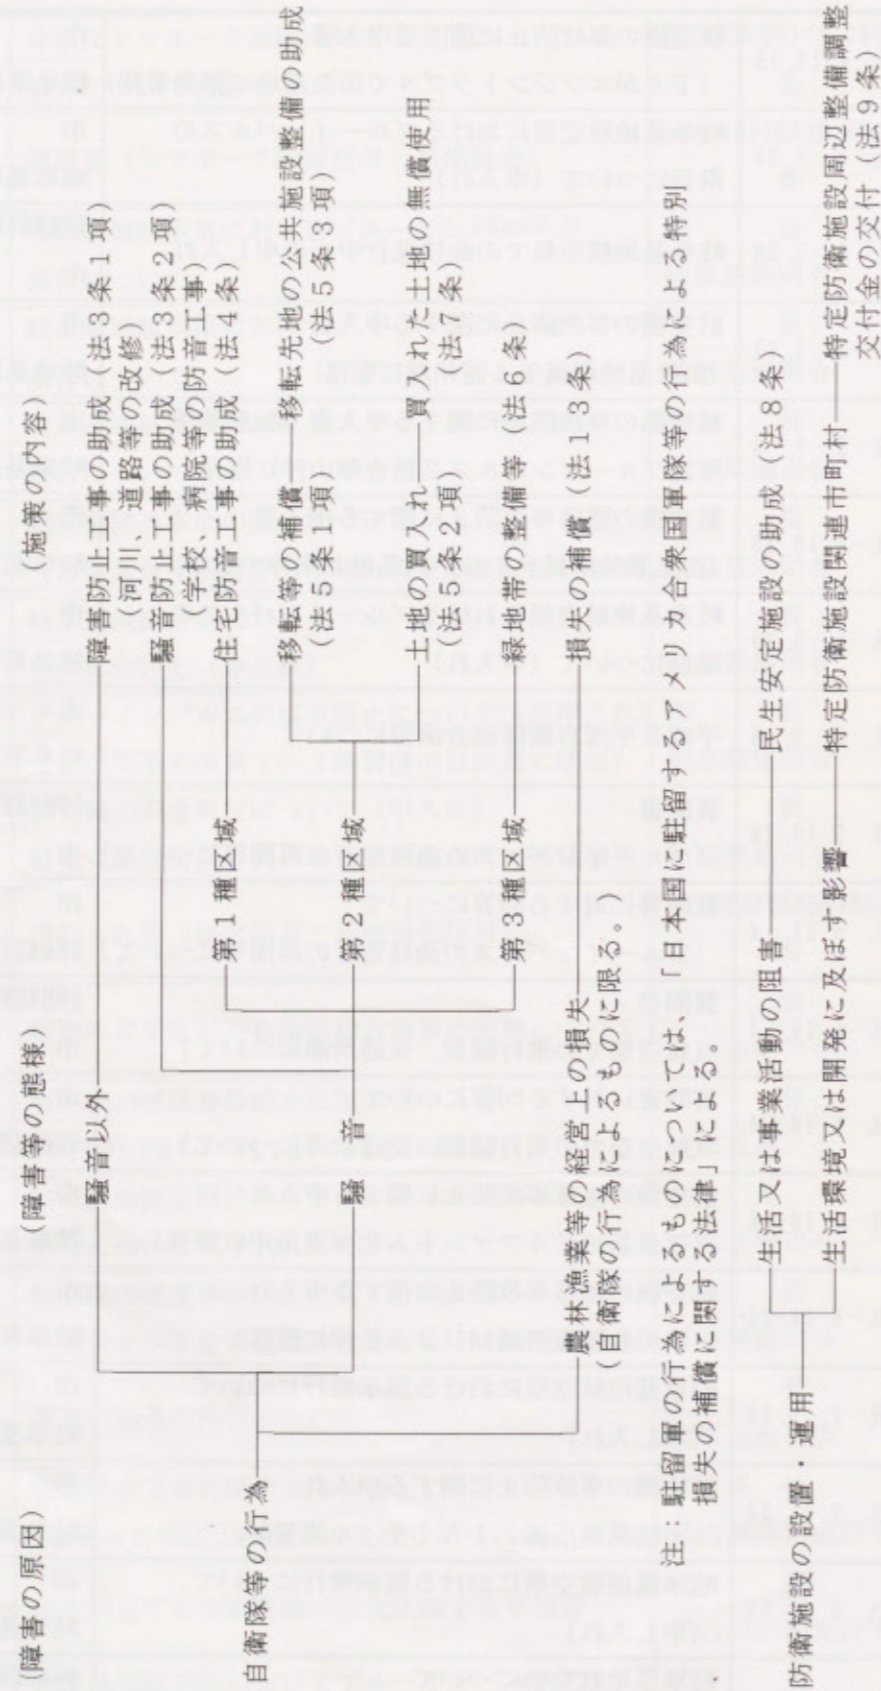 (障害の原因)
(障害等の態様)
(施策の内容)
自衛隊等の行為
騒音以外
障害防止工事の助成(法3条1項)
(河川、道路等の改修)
騒音
騒音防止工事の助成(法3条2項)
(学校、病院等の防音工事)
第1種区域
住宅防音工事の助成(法4条)
第2種区域
移転等の補償
(法5条1項)
移転先地の公共施設整備の助成
(法5条3項)
土地の買入れ
(法5条2項)
買入れた土地の無償使用
(法7条)
第3種区域
緑地帯の整備等(法6条)
農林漁業等の経営上の損失
(自衛隊の行為によるものに限る。)
損失の補償(法13条)
注:駐留軍の行為によるものについては、「日本国に駐留するアメリカ合衆国軍隊等の行為による特別
損失の補償に関する法律」による。
防衛施設の設置・運用
生活又は事業活動の阻害
民生安定施設の助成(法8条)
生活環境又は開発に及ぼす影響
特定防衛施設関連市町村
特定防衛施設周辺整備調整
交付金の交付(法9条)